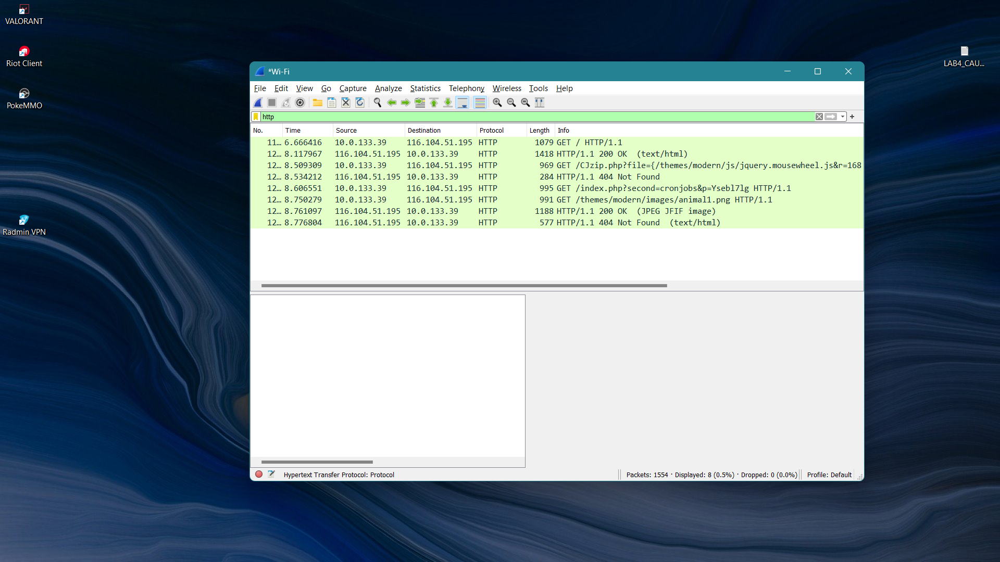 VALORANT
Riot Client
PokeMMO
Radmin VPN
LAB4_CAU...
*Wi-Fi
File Edit View Go Capture Analyze Statistics Telephony Wireless Tools Help
http
No. Time Source Destination Protocol Length Info
11... 6.666416 10.0.133.39 116.104.51.195 HTTP 1079 GET / HTTP/1.1
12... 8.117967 116.104.51.195 10.0.133.39 HTTP 1418 HTTP/1.1 200 OK (text/html)
12... 8.509309 10.0.133.39 116.104.51.195 HTTP 969 GET /CJzip.php?file={/themes/modern/js/jquery.mousewheel.js&r=168
12... 8.534212 116.104.51.195 10.0.133.39 HTTP 284 HTTP/1.1 404 Not Found
12... 8.606551 10.0.133.39 116.104.51.195 HTTP 995 GET /index.php?second=cronjobs&p=Ysebl7lg HTTP/1.1
12... 8.750279 10.0.133.39 116.104.51.195 HTTP 991 GET /themes/modern/images/animal1.png HTTP/1.1
12... 8.761097 116.104.51.195 10.0.133.39 HTTP 1188 HTTP/1.1 200 OK (JPEG JFIF image)
12... 8.776804 116.104.51.195 10.0.133.39 HTTP 577 HTTP/1.1 404 Not Found (text/html)
Hypertext Transfer Protocol: Protocol
Packets: 1554 · Displayed: 8 (0.5%) · Dropped: 0 (0.0%)
Profile: Default